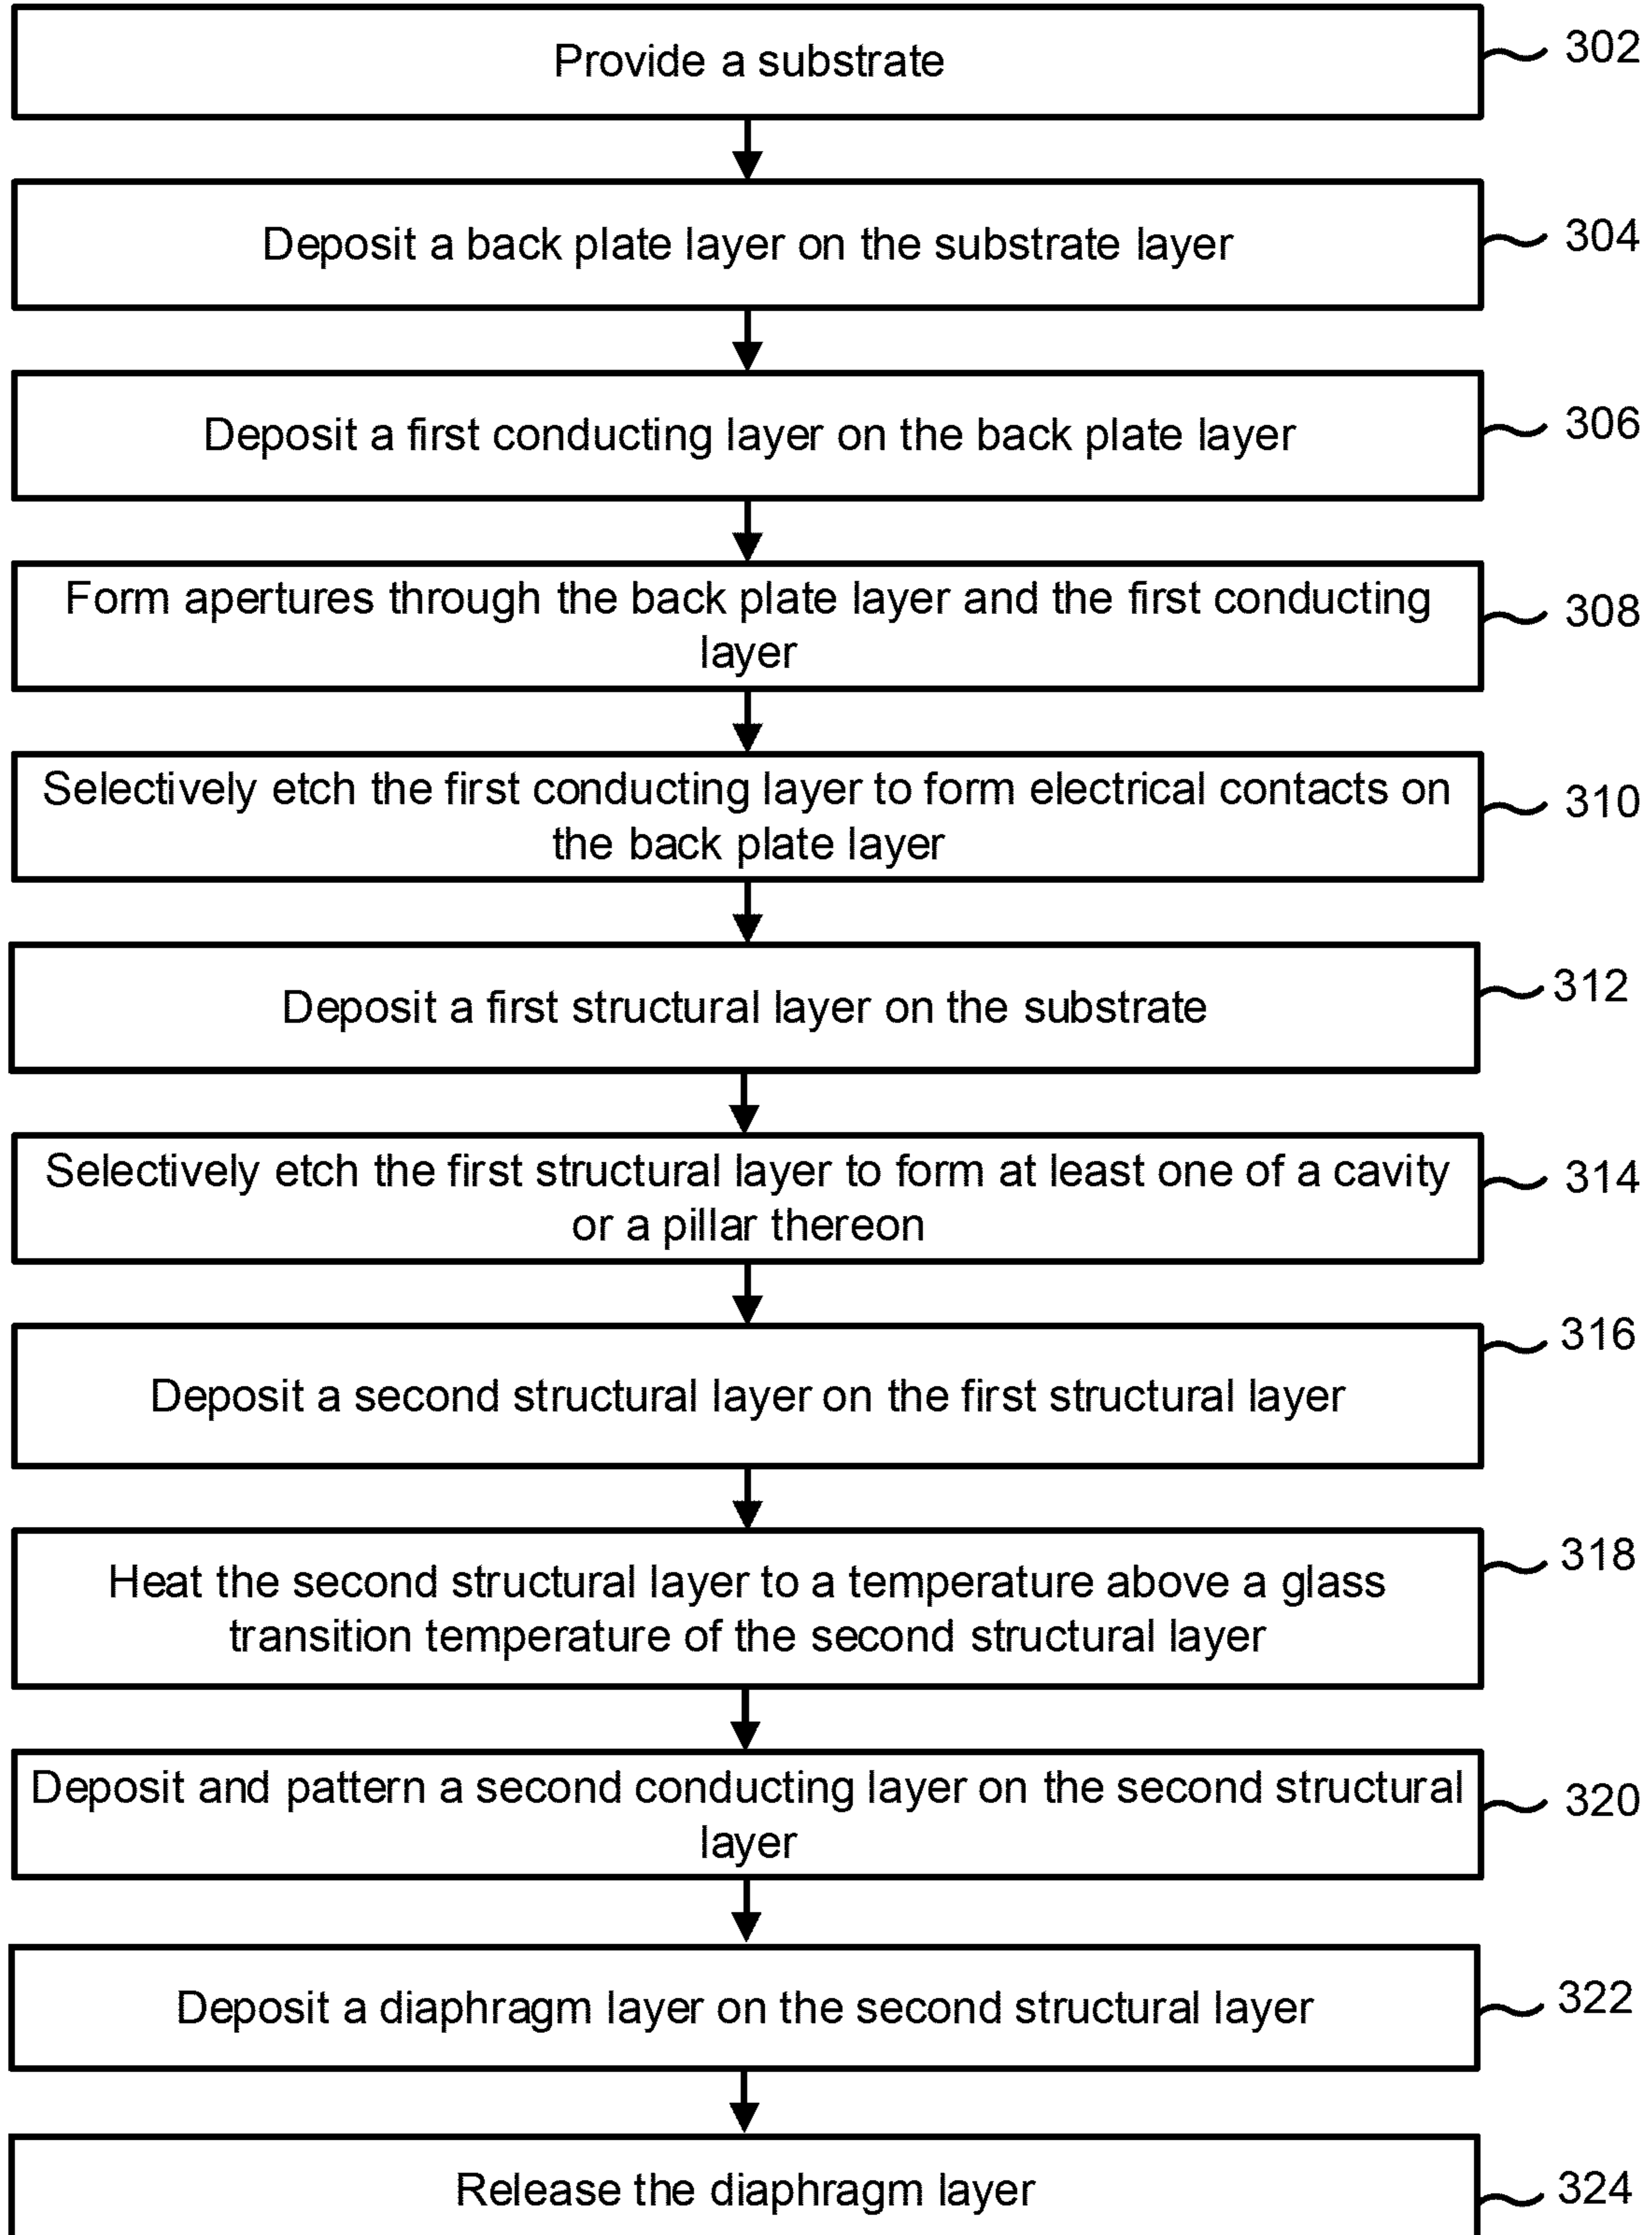 Provide a substrate
302
Deposit a back plate layer on the substrate layer
304
Deposit a first conducting layer on the back plate layer
306
Form apertures through the back plate layer and the first conducting
layer
308
Selectively etch the first conducting layer to form electrical contacts on
the back plate layer
310
Deposit a first structural layer on the substrate
312
Selectively etch the first structural layer to form at least one of a cavity
or a pillar thereon
314
Deposit a second structural layer on the first structural layer
316
Heat the second structural layer to a temperature above a glass
transition temperature of the second structural layer
318
Deposit and pattern a second conducting layer on the second structural
layer
320
Deposit a diaphragm layer on the second structural layer
322
Release the diaphragm layer
324